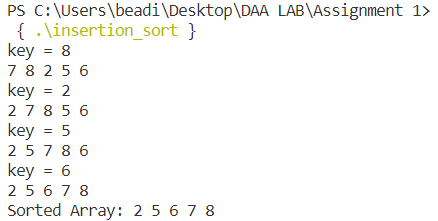 PS C:\Users\beadi\Desktop\DAA LAB\Assignment 1>
{ .\insertion_sort }
key = 8
7 8 2 5 6
key = 2
2 7 8 5 6
key = 5
2 5 7 8 6
key = 6
2 5 6 7 8
Sorted Array: 2 5 6 7 8